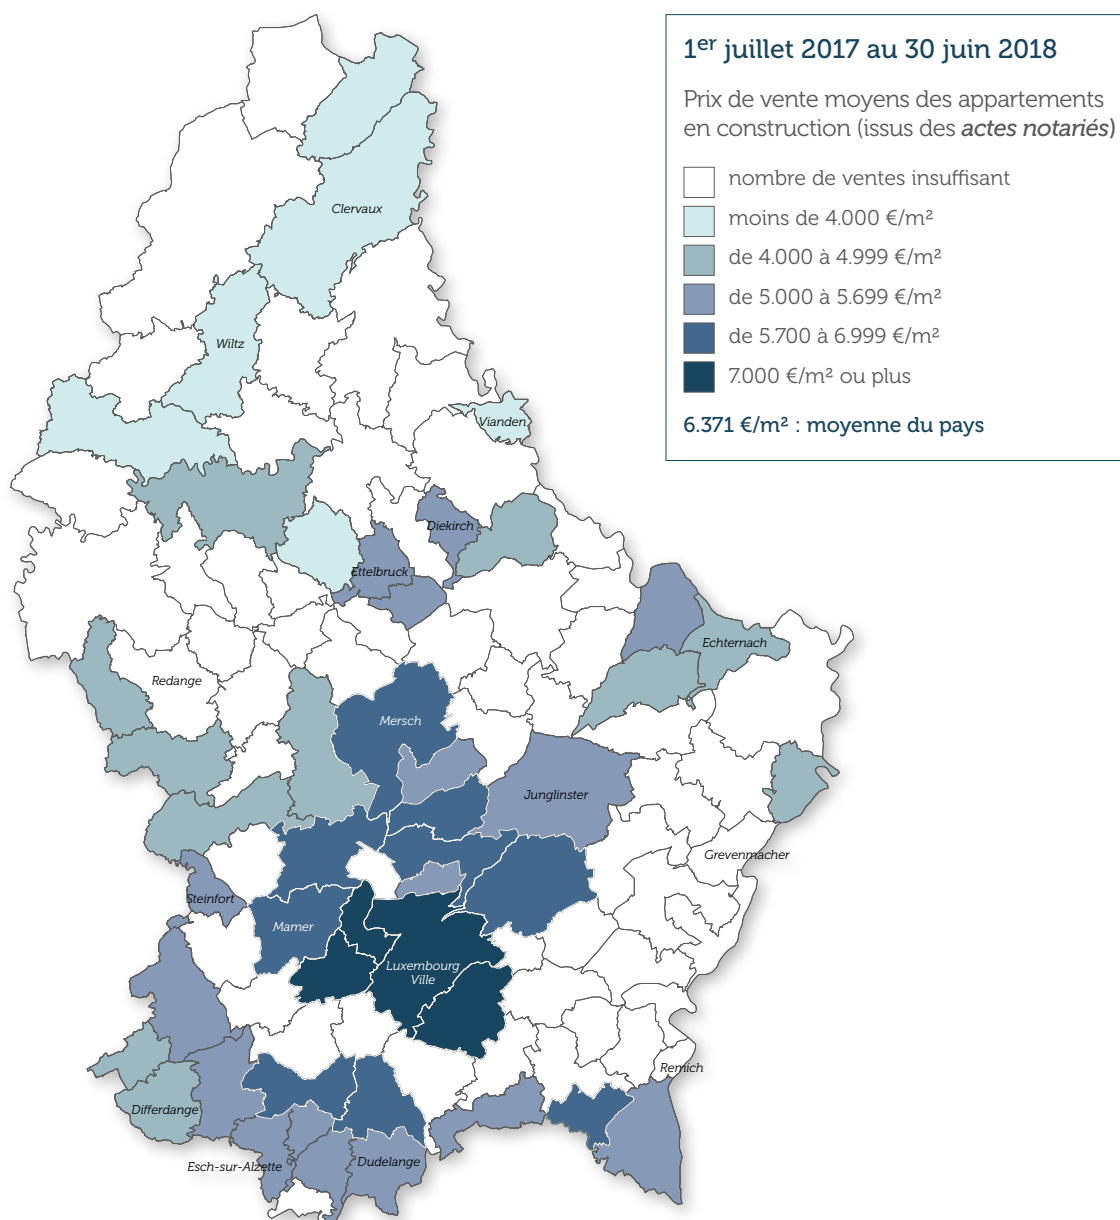 1er juillet 2017 au 30 juin 2018
Prix de vente moyens des appartements
en construction (issus des actes notariés)
nombre de ventes insuffisant
moins de 4.000 €/m²
de 4.000 à 4.999 €/m²
de 5.000 à 5.699 €/m²
de 5.700 à 6.999 €/m²
7.000 €/m² ou plus
6.371 €/m² : moyenne du pays
Clervaux
Wiltz
Vianden
Diekirch
Ettelbruck
Echternach
Redange
Mersch
Junglinster
Grevenmacher
Steinfort
Mamer
Luxembourg
Ville
Remich
Differdange
Dudelange
Esch-sur-Alzette